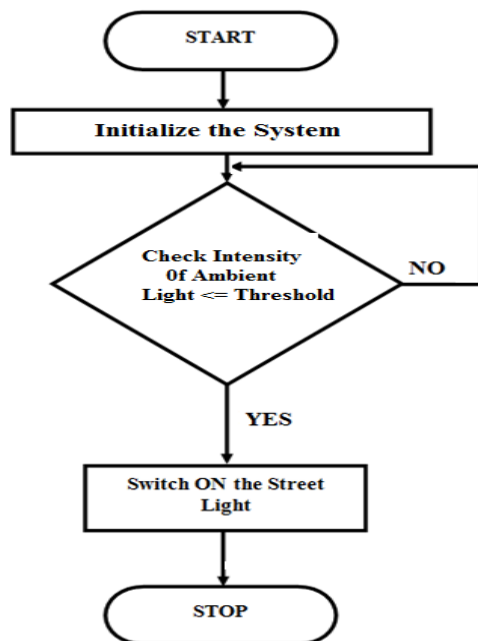 START
Initialize the System
Check Intensity
0f Ambient
Light <= Threshold
NO
YES
Switch ON the Street
Light
STOP